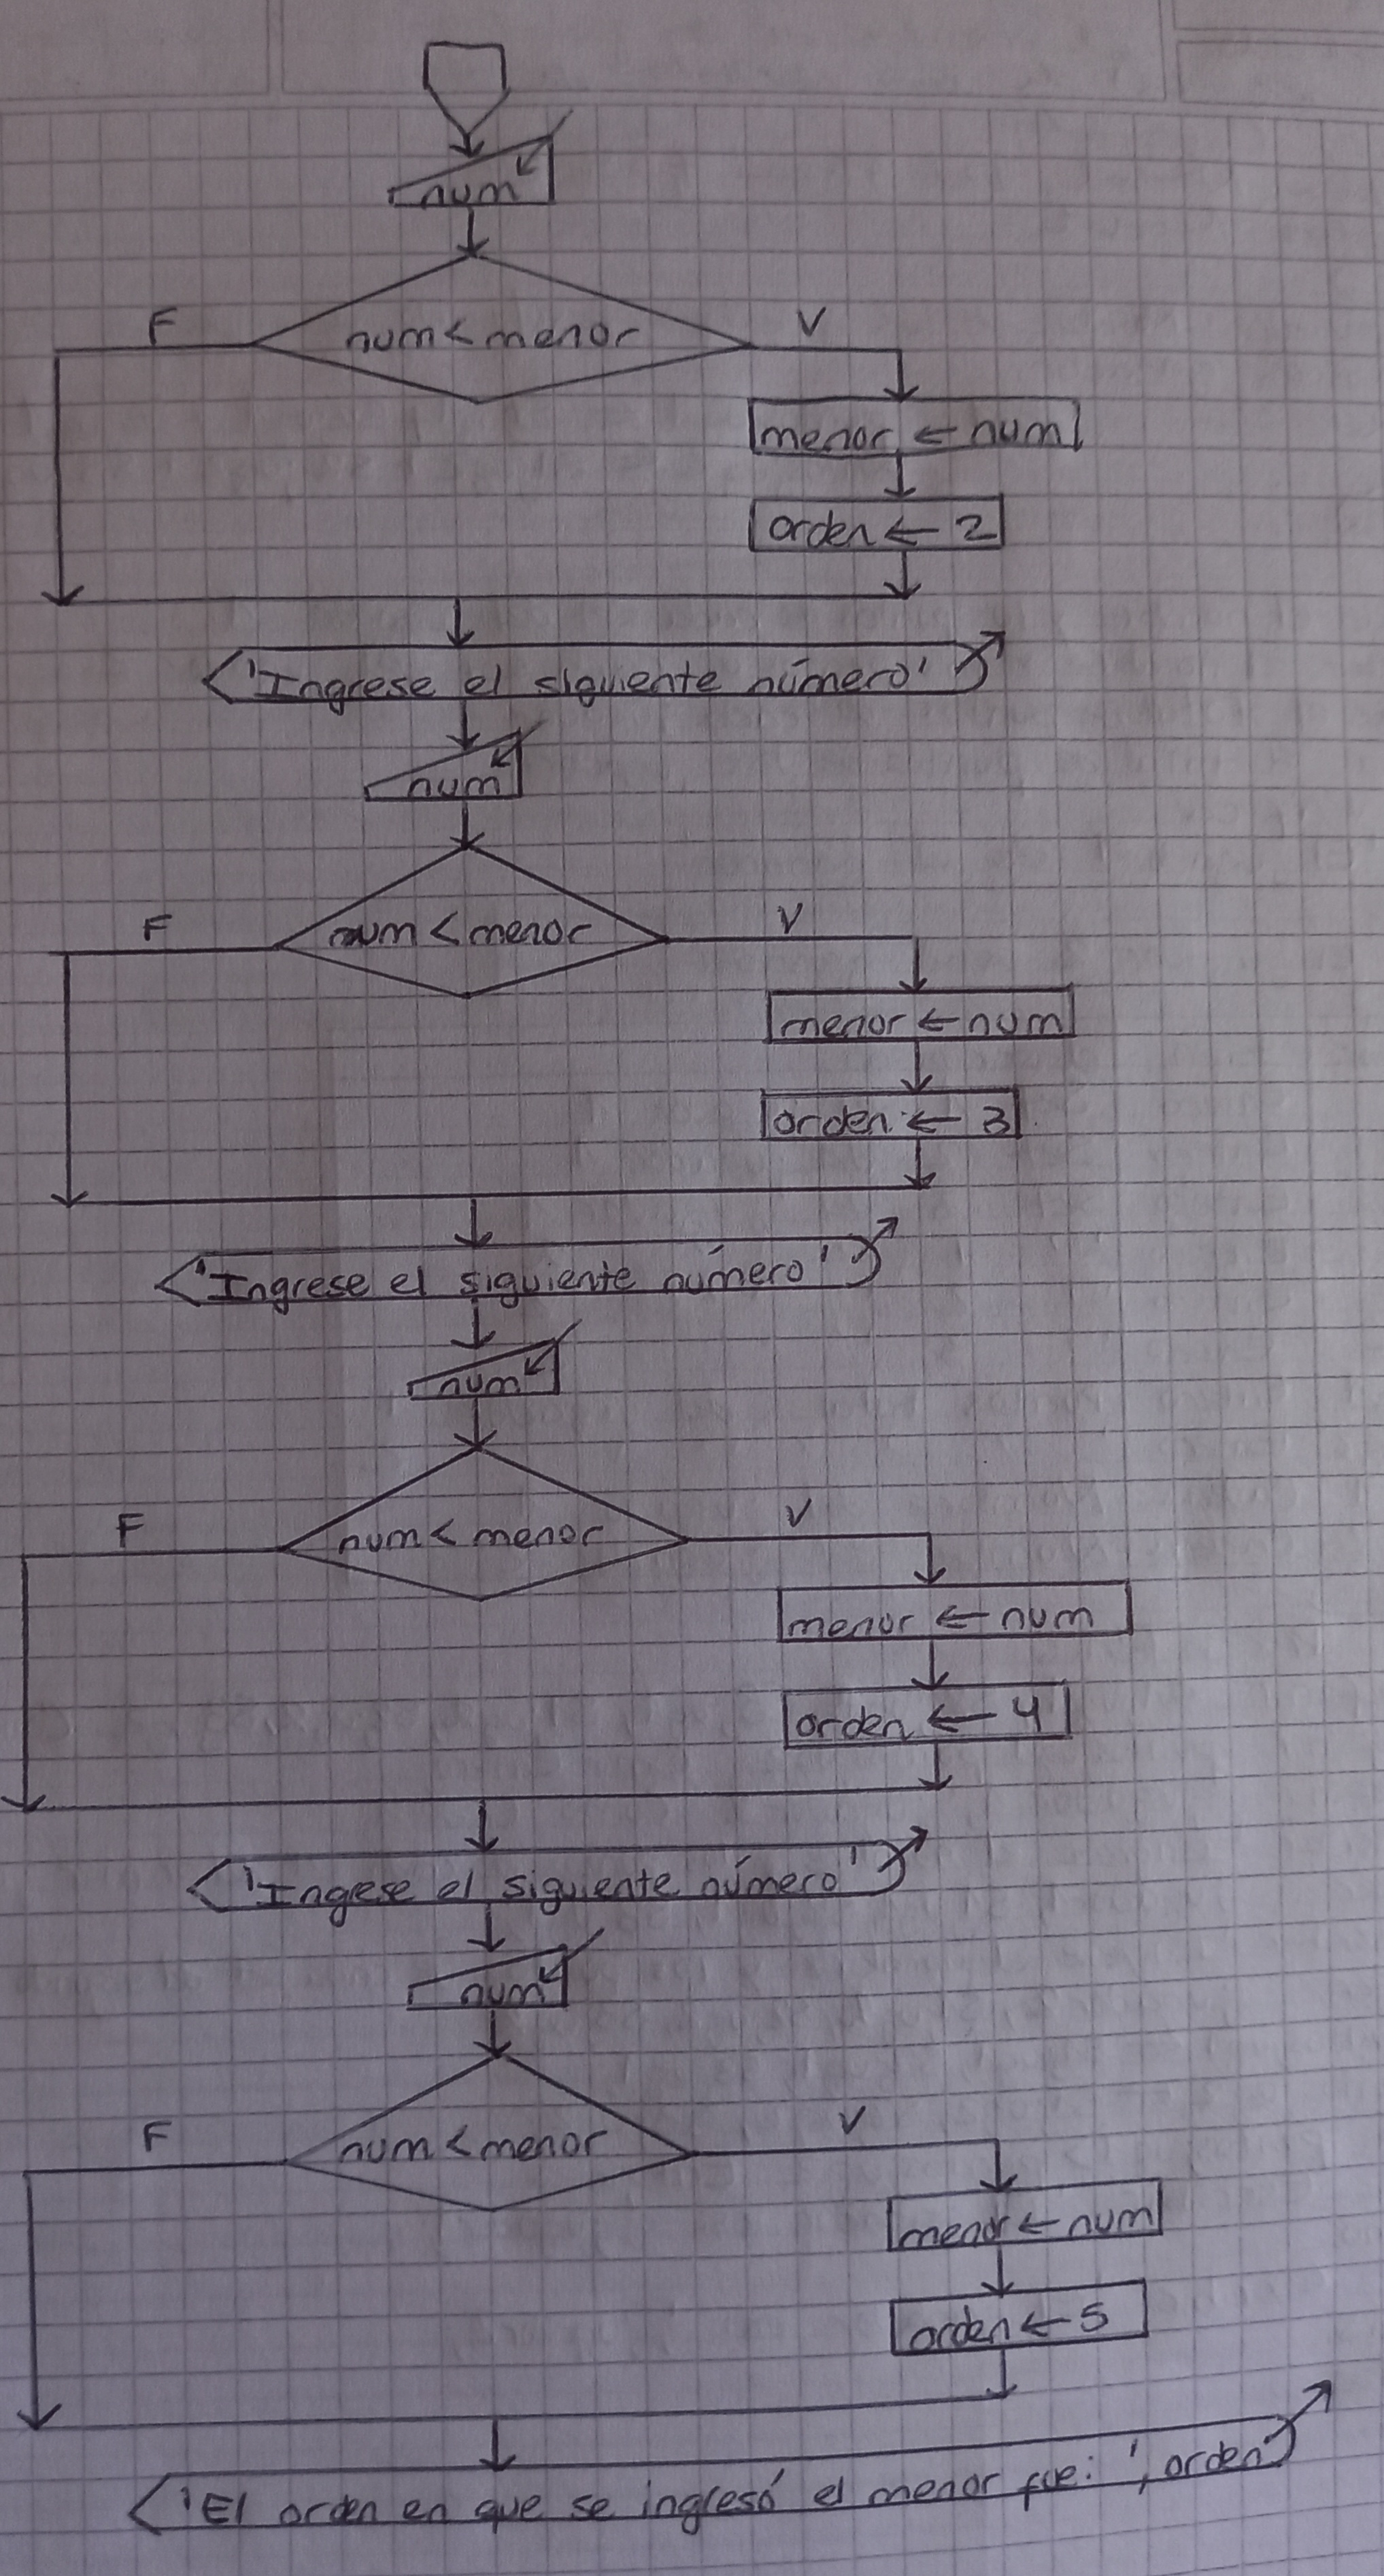 num
num < menor
F
V
menor ← num
orden ← 2
'Ingrese el siguiente número'
num
num < menor
F
V
menor ← num
orden ← 3
'Ingrese el siguiente número'
num
num < menor
F
V
menor ← num
orden ← 4
'Ingrese el siguiente número'
num
num < menor
F
V
menor ← num
orden ← 5
'El orden en que se ingresó el menor fue: ', orden